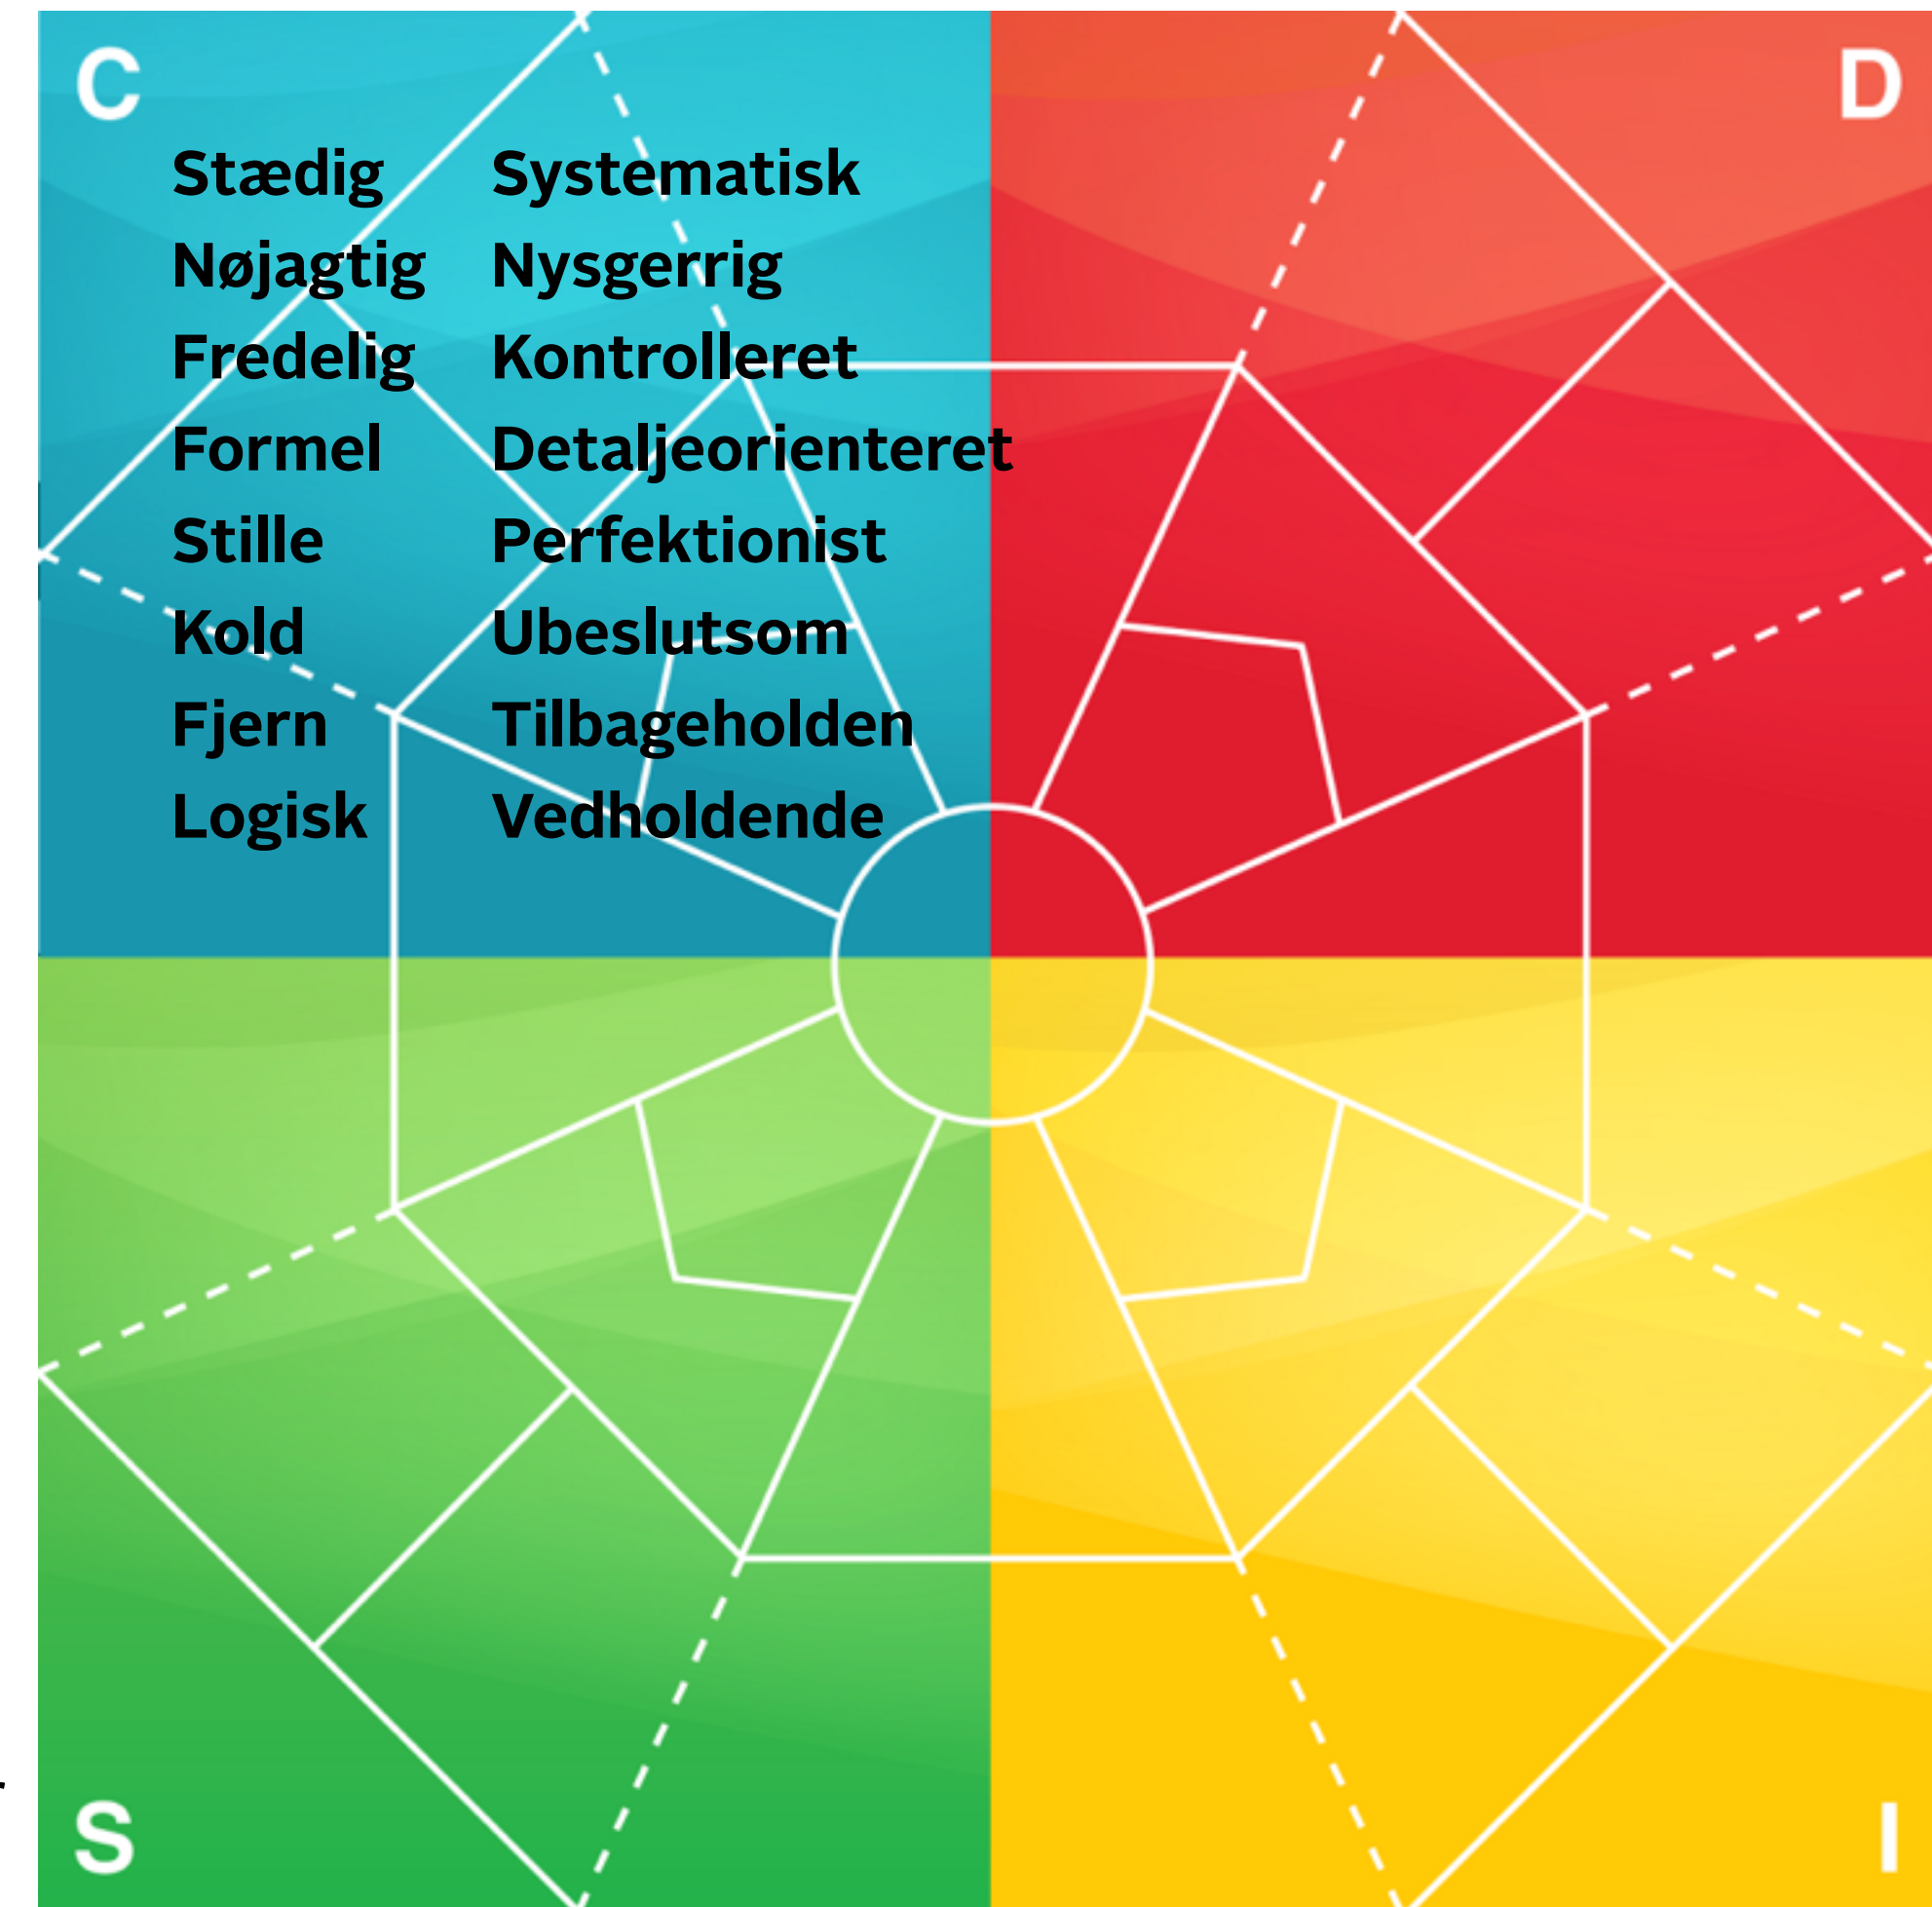 C
D
Stædig Systematisk
Nøjagtig Nysgerrig
Fredelig Kontrolleret
Formel Detaljeorienteret
Stille Perfektionist
Kold Ubeslutsom
Fjern Tilbageholden
Logisk Vedholdende
S
I